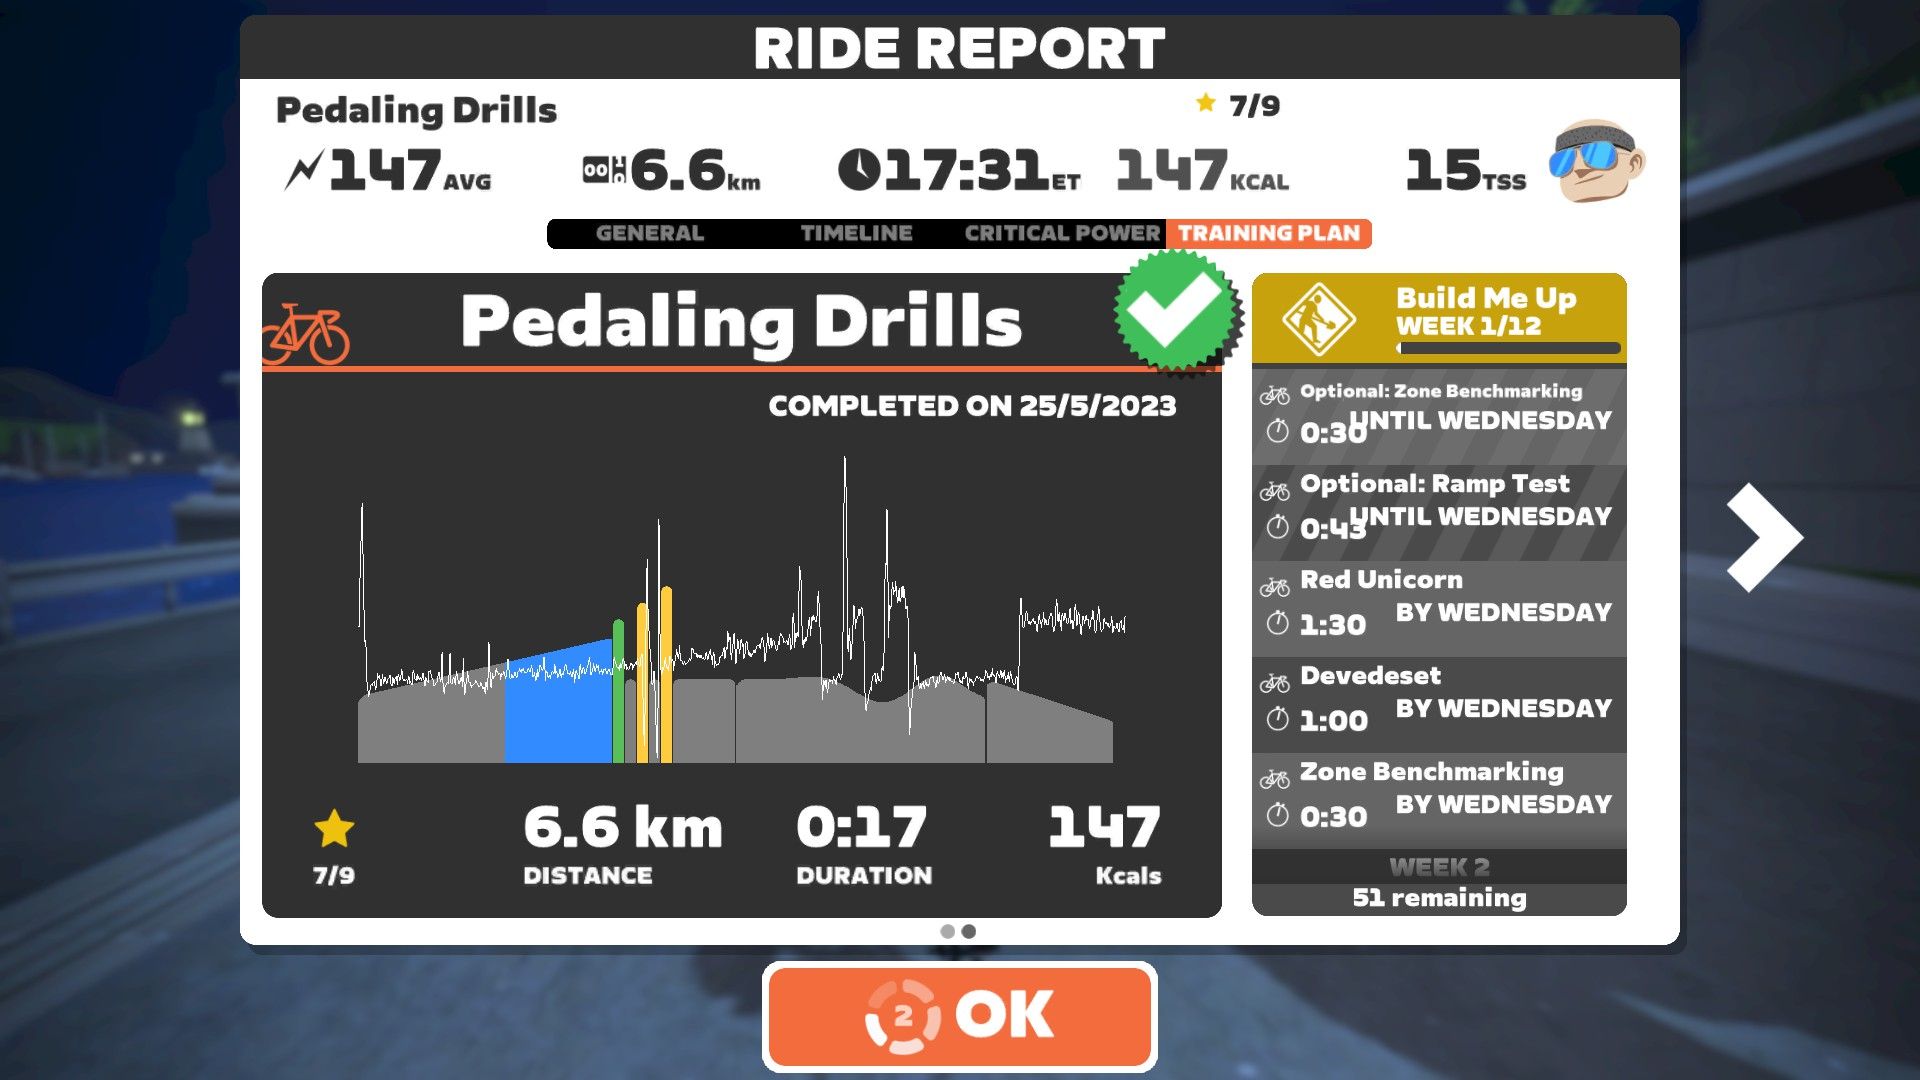 RIDE REPORT
Pedaling Drills
7/9
147 AVG
6.6 km
17:31 ET
147 KCAL
15 TSS
GENERAL
TIMELINE
CRITICAL POWER
TRAINING PLAN
Pedaling Drills
COMPLETED ON 25/5/2023
7/9
6.6 km
DISTANCE
0:17
DURATION
147
Kcals
Build Me Up
WEEK 1/12
Optional: Zone Benchmarking
0:30 UNTIL WEDNESDAY
Optional: Ramp Test
0:43 UNTIL WEDNESDAY
Red Unicorn
1:30 BY WEDNESDAY
Devedeset
1:00 BY WEDNESDAY
Zone Benchmarking
0:30 BY WEDNESDAY
WEEK 2
51 remaining
2 OK